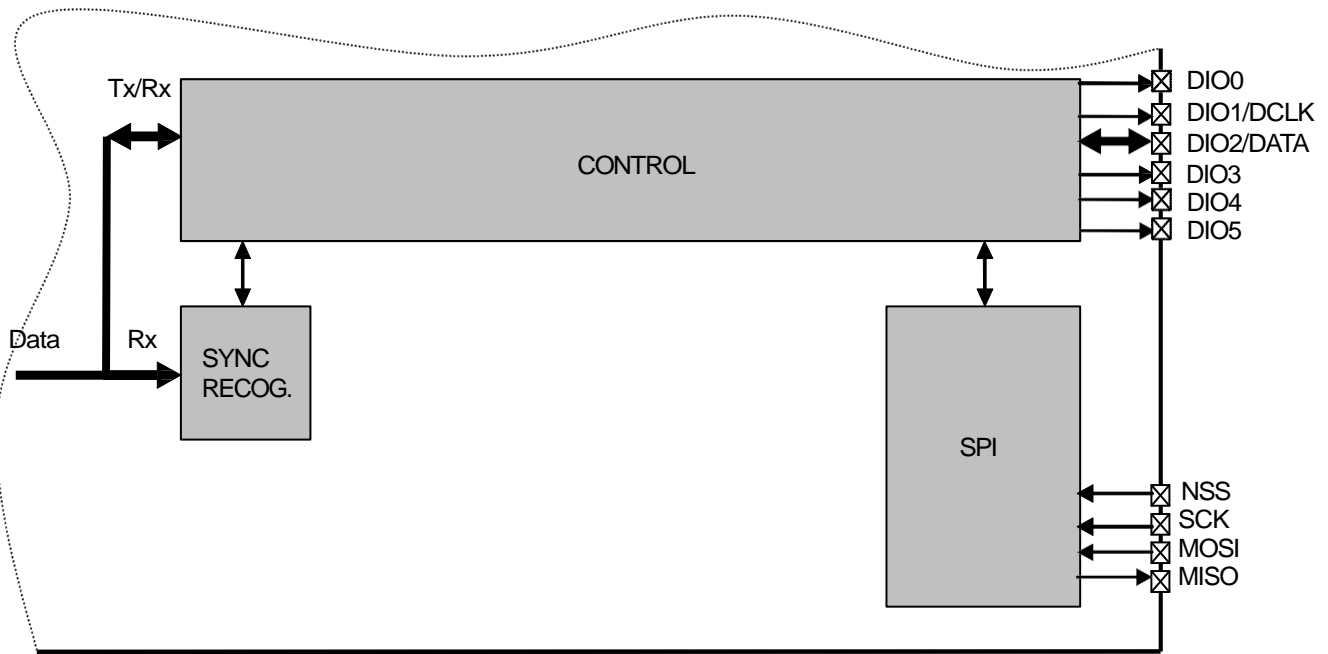 Tx/Rx
CONTROL
DIO0
DIO1/DCLK
DIO2/DATA
DIO3
DIO4
DIO5
Data
Rx
SYNC
RECOG.
SPI
NSS
SCK
MOSI
MISO